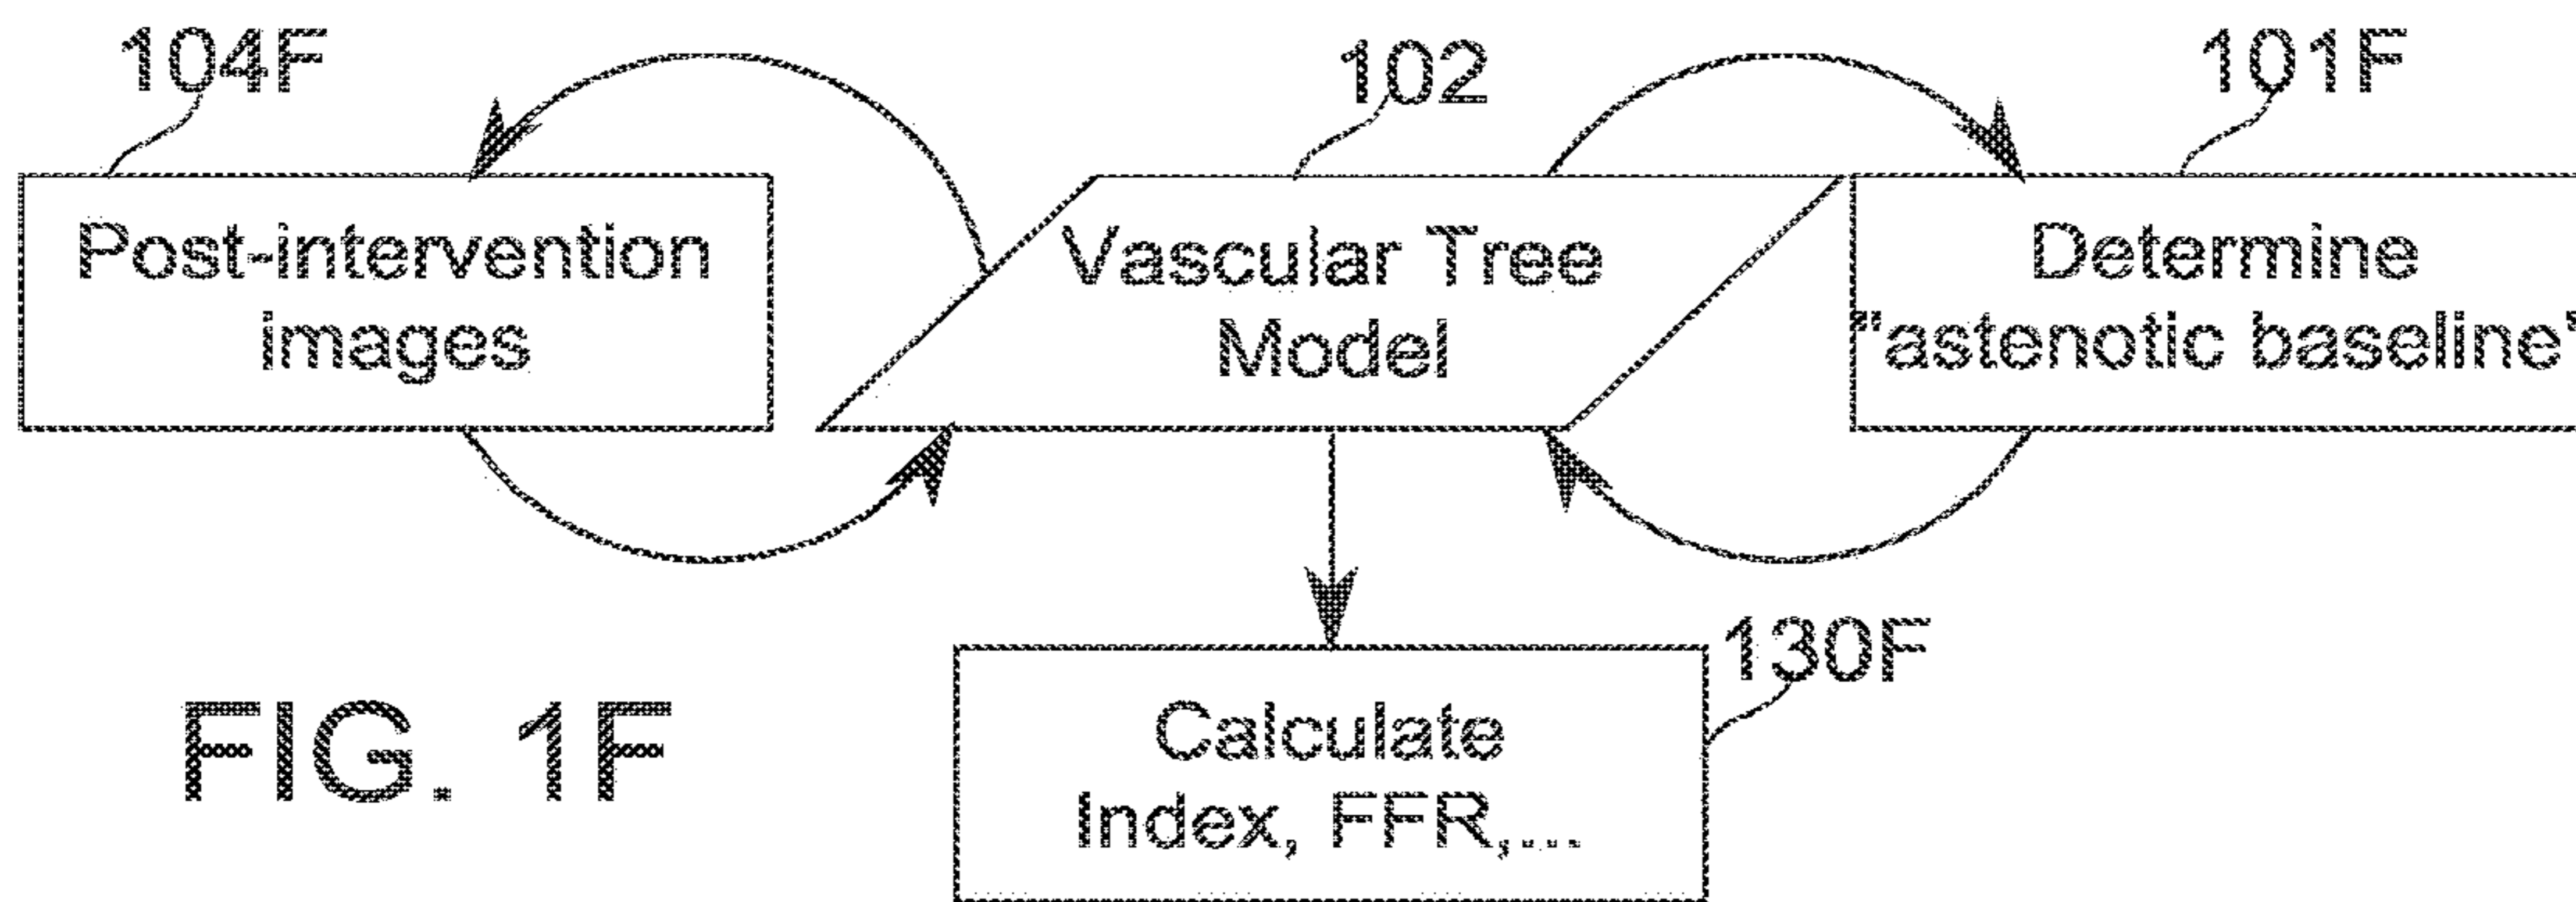 104F
102
101F
Post-intervention
images
Vascular Tree
Model
Determine
"astenotic baseline"
130F
Calculate
Index, FFR,...
FIG. 1F